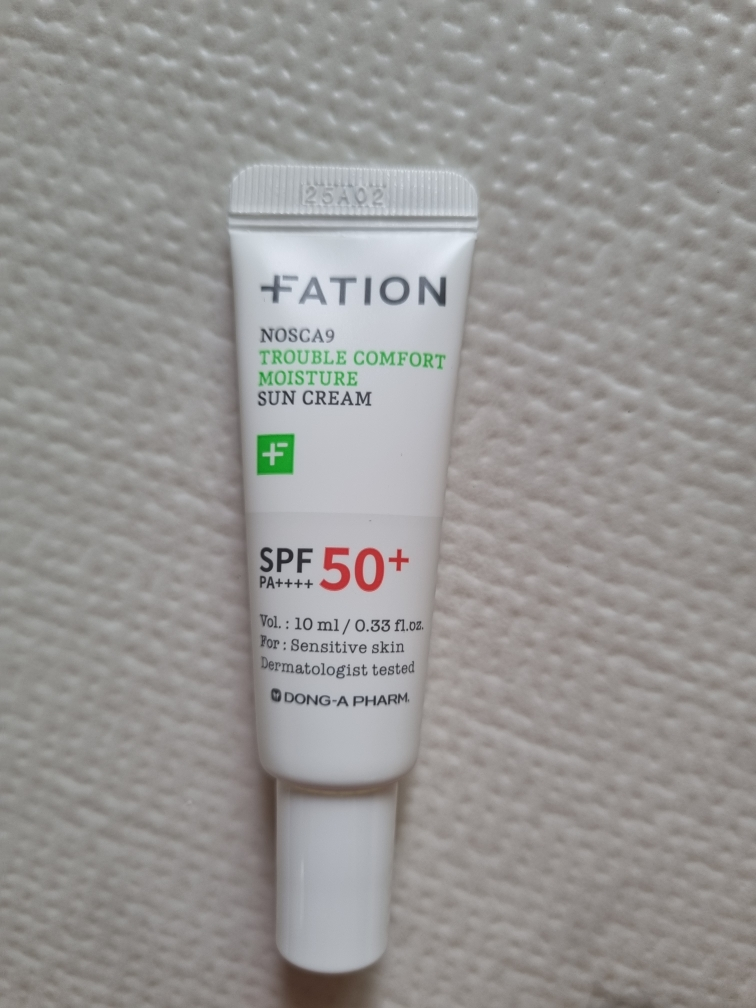 25A02
FATION
NOSCA9
TROUBLE COMFORT
MOISTURE
SUN CREAM
SPF 50+
PA++++
Vol. : 10 ml / 0.33 fl.oz.
For : Sensitive skin
Dermatologist tested
DONG-A PHARM.